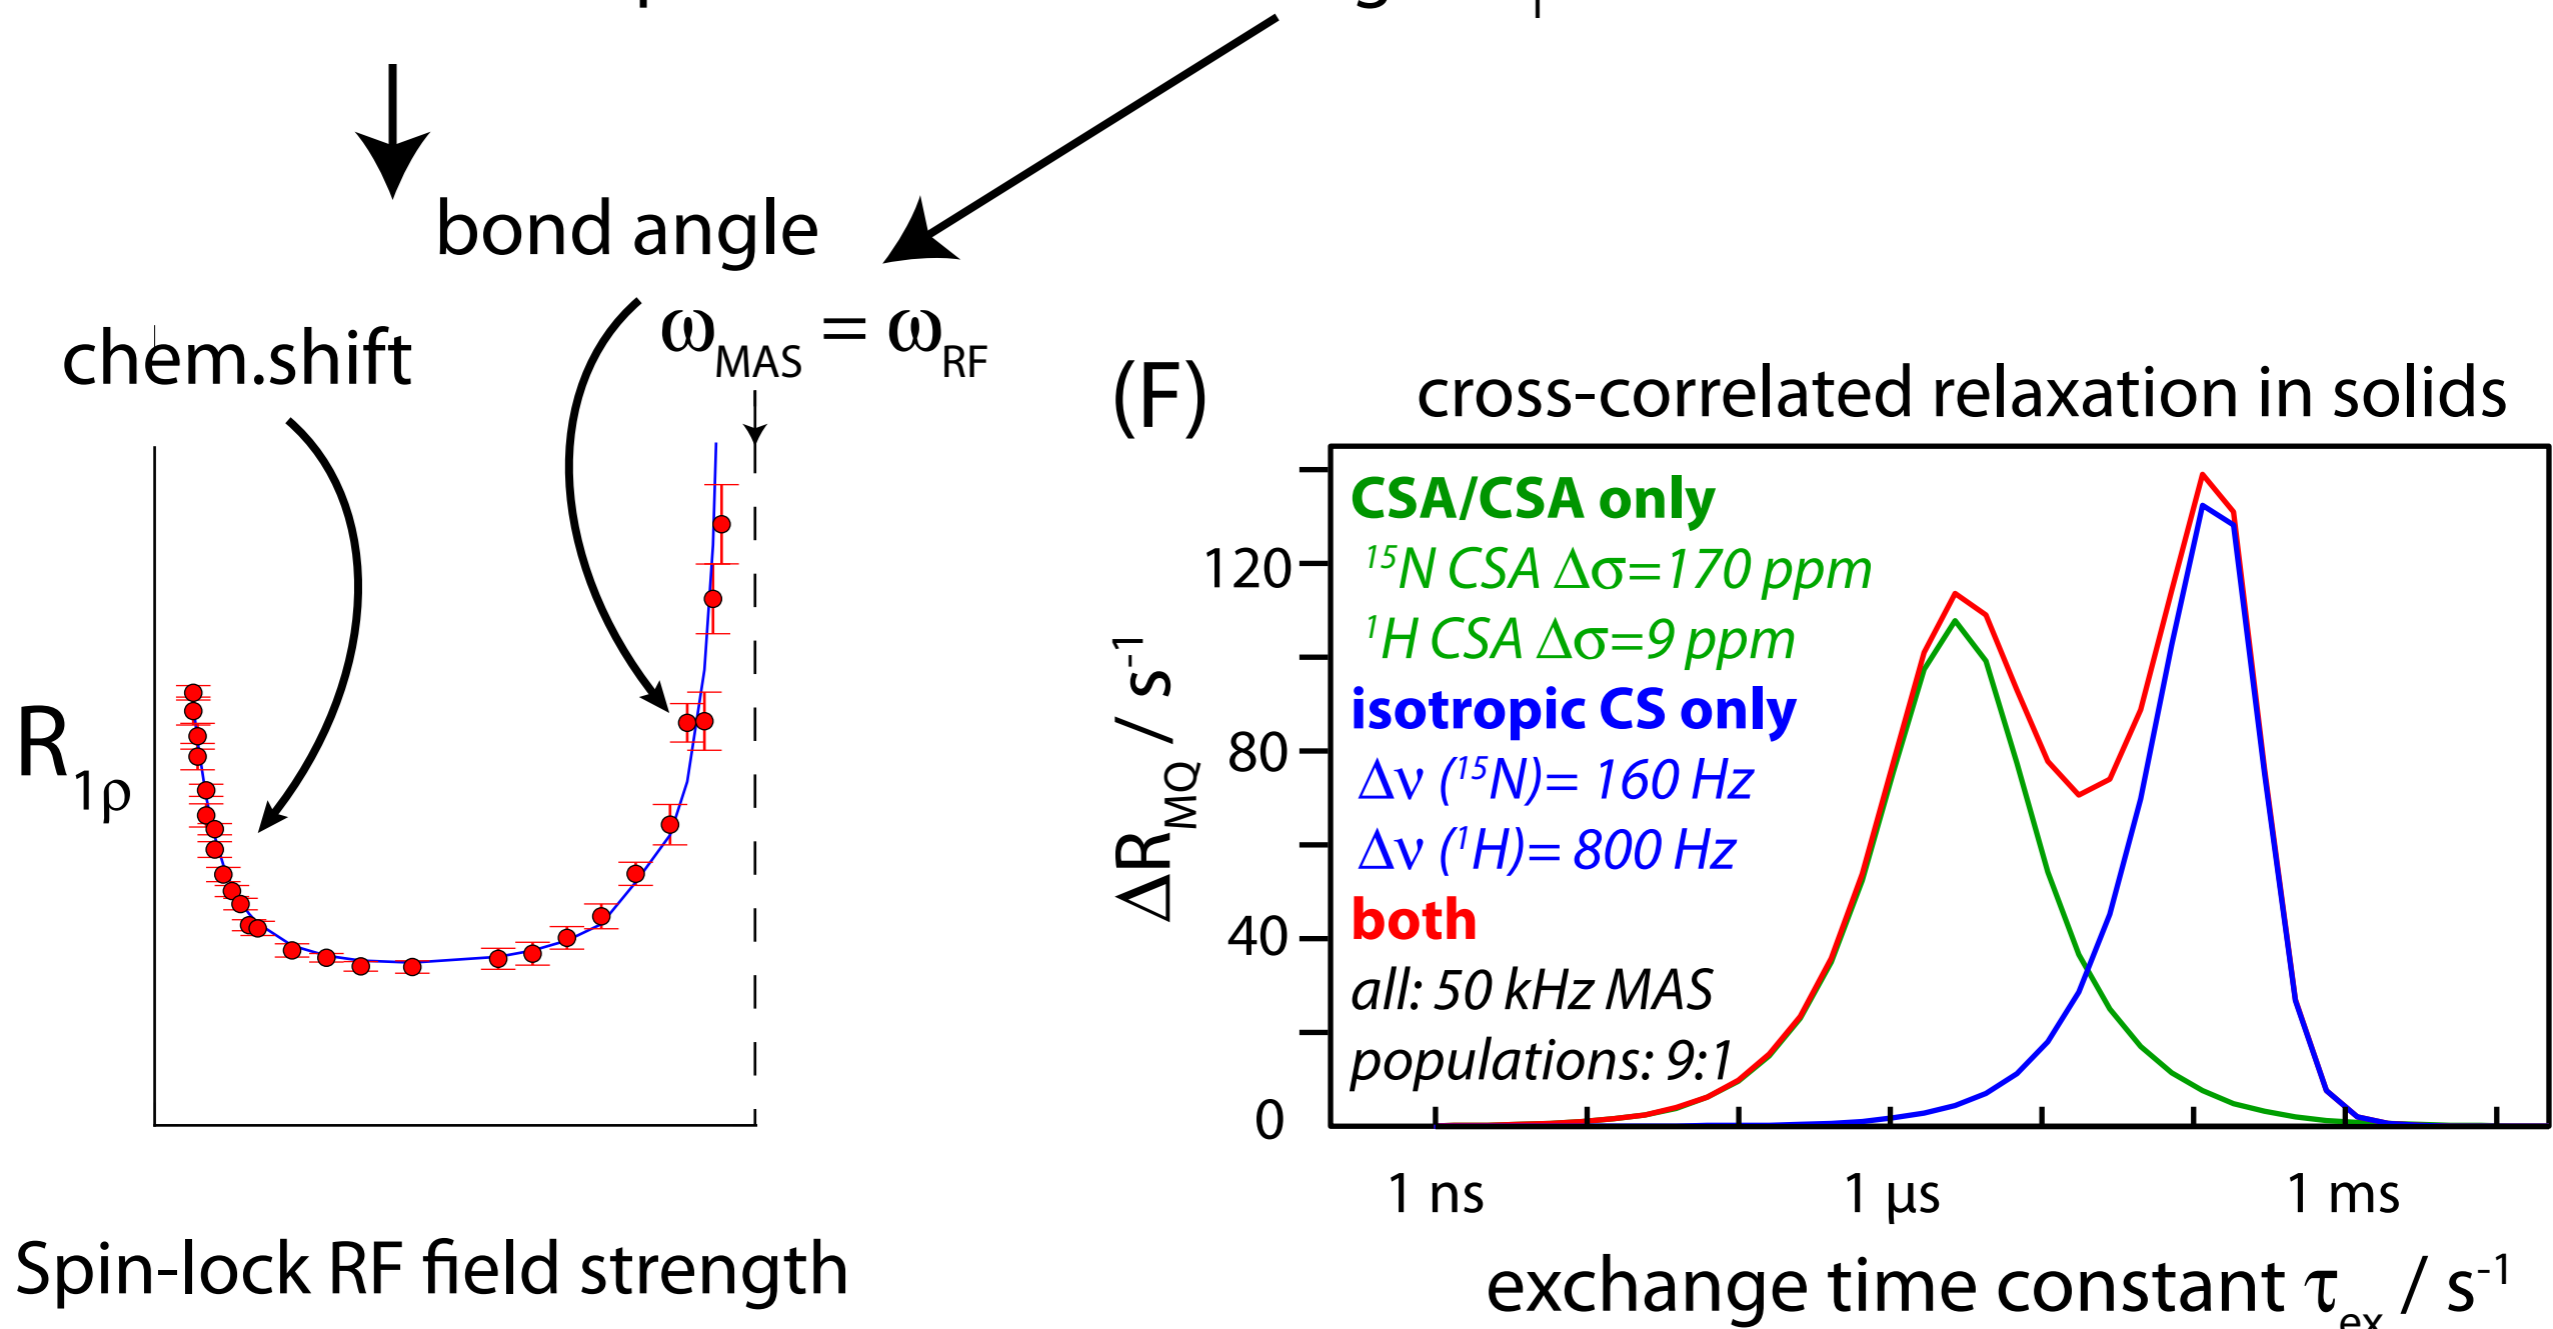 bond angle
ω_MAS = ω_RF
chem.shift
R_1ρ
Spin-lock RF field strength
(F)
cross-correlated relaxation in solids
CSA/CSA only
¹⁵N CSA Δσ=170 ppm
¹H CSA Δσ=9 ppm
isotropic CS only
Δν (¹⁵N)= 160 Hz
Δν (¹H)= 800 Hz
both
all: 50 kHz MAS
populations: 9:1
ΔR_MQ / s⁻¹
120
80
40
0
1 ns
1 μs
1 ms
exchange time constant τ_ex / s⁻¹